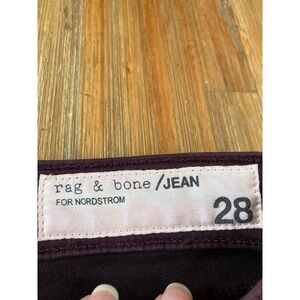 rag & bone/JEAN
FOR NORDSTROM
28